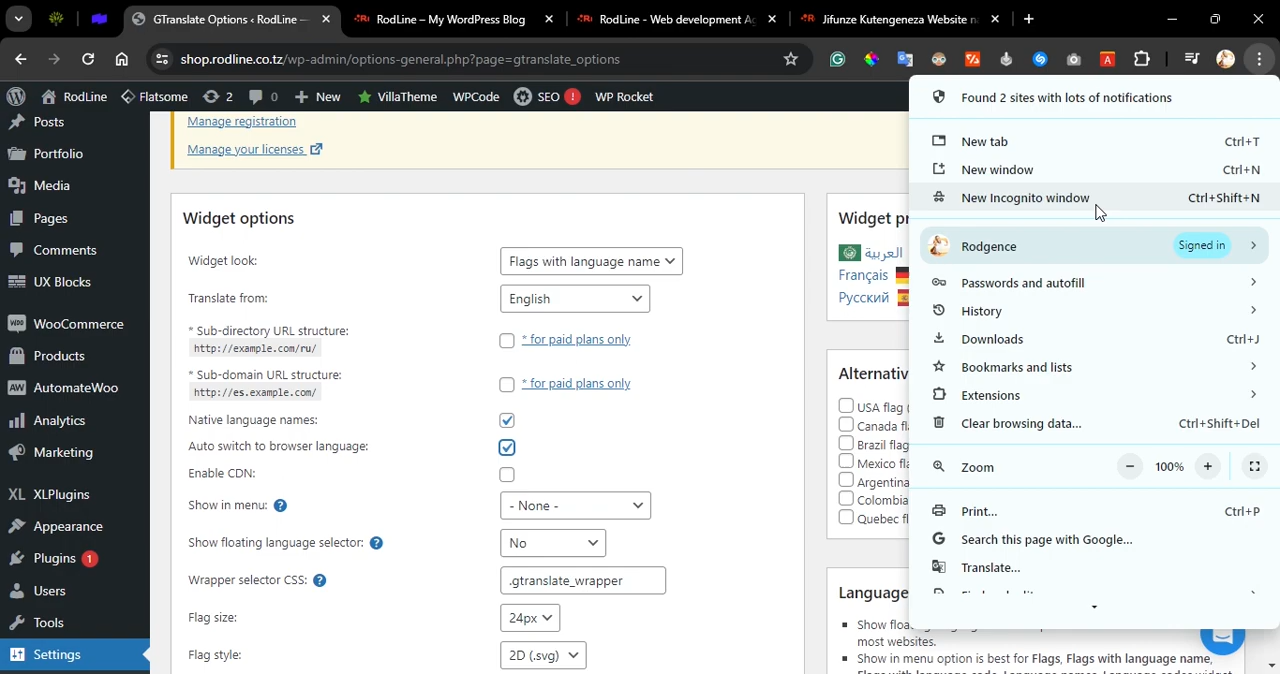 GTranslate Options ‹ RodLine —
RodLine – My WordPress Blog
RodLine - Web development Ag
Jifunze Kutengeneza Website n
shop.rodline.co.tz/wp-admin/options-general.php?page=gtranslate_options
RodLine
Flatsome
2
0
New
VillaTheme
WPCode
SEO
!
WP Rocket
Posts
Portfolio
Media
Pages
Comments
UX Blocks
WooCommerce
Products
AW AutomateWoo
Analytics
Marketing
XL XLPlugins
Appearance
Plugins 1
Users
Tools
Settings
Manage registration
Manage your licenses
Widget options
Widget look:
Flags with language name
Translate from:
English
* Sub-directory URL structure:
http://example.com/ru/
* for paid plans only
* Sub-domain URL structure:
http://es.example.com/
* for paid plans only
Native language names:
Auto switch to browser language:
Enable CDN:
Show in menu: ?
- None -
Show floating language selector: ?
No
Wrapper selector CSS: ?
.gtranslate_wrapper
Flag size:
24px
Flag style:
2D (.svg)
Widget pr
العربية
Français
Русский
Alternativ
USA flag (
Canada fla
Brazil flag
Mexico fla
Argentina
Colombia
Quebec fl
Language
Show floa
most websites.
Show in menu option is best for Flags, Flags with language name,
Found 2 sites with lots of notifications
New tab Ctrl+T
New window Ctrl+N
New Incognito window Ctrl+Shift+N
Rodgence Signed in
Passwords and autofill
History
Downloads Ctrl+J
Bookmarks and lists
Extensions
Clear browsing data... Ctrl+Shift+Del
Zoom − 100% +
Print... Ctrl+P
Search this page with Google...
Translate...